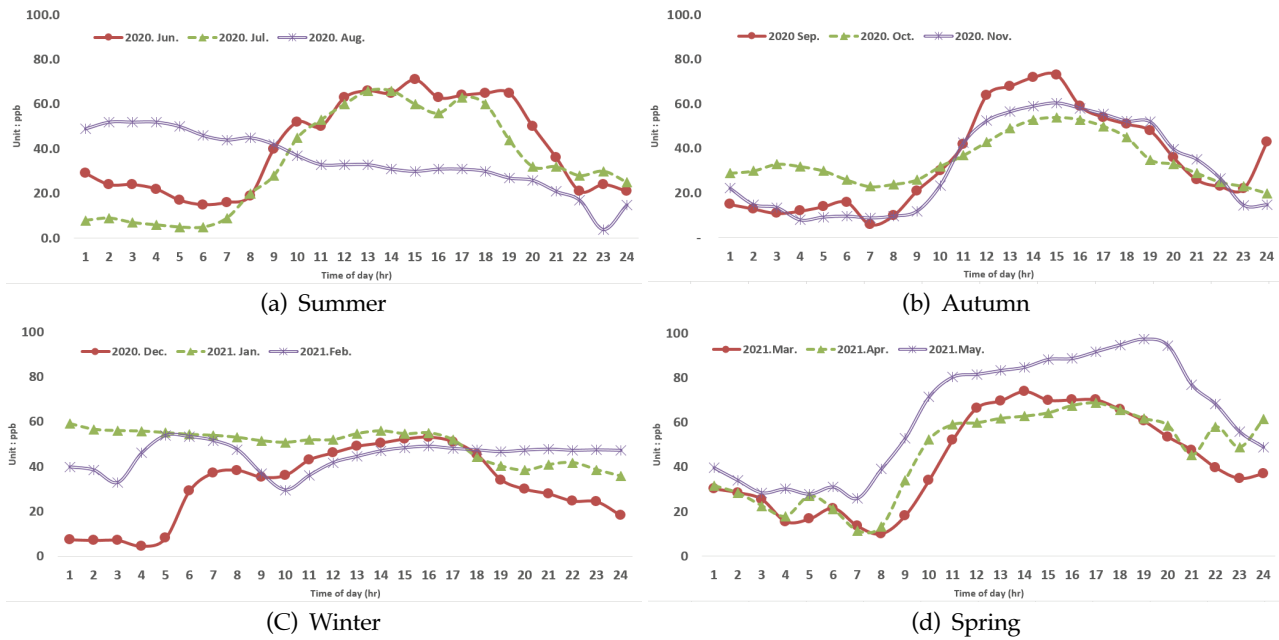 100.0
2020. Jun. 2020. Jul. 2020. Aug.
80.0
60.0
Unit : ppb
40.0
20.0
0.0
1 2 3 4 5 6 7 8 9 10 11 12 13 14 15 16 17 18 19 20 21 22 23 24
Time of day (hr)
(a) Summer
100.0
2020 Sep. 2020. Oct. 2020. Nov.
80.0
60.0
Unit : ppb
40.0
20.0
-
1 2 3 4 5 6 7 8 9 10 11 12 13 14 15 16 17 18 19 20 21 22 23 24
Time of day (hr)
(b) Autumn
100
2020. Dec. 2021. Jan. 2021.Feb.
80
60
Unit : ppb
40
20
0
1 2 3 4 5 6 7 8 9 10 11 12 13 14 15 16 17 18 19 20 21 22 23 24
Time of day (hr)
(C) Winter
100
2021.Mar. 2021.Apr. 2021.May.
80
60
Unit : ppb
40
20
0
1 2 3 4 5 6 7 8 9 10 11 12 13 14 15 16 17 18 19 20 21 22 23 24
Time of day (hr)
(d) Spring